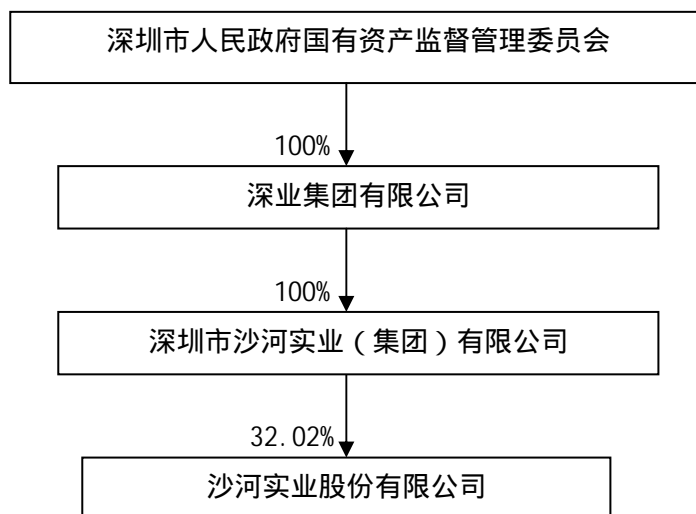 深圳市人民政府国有资产监督管理委员会
100%
深业集团有限公司
100%
深圳市沙河实业（集团）有限公司
32.02%
沙河实业股份有限公司